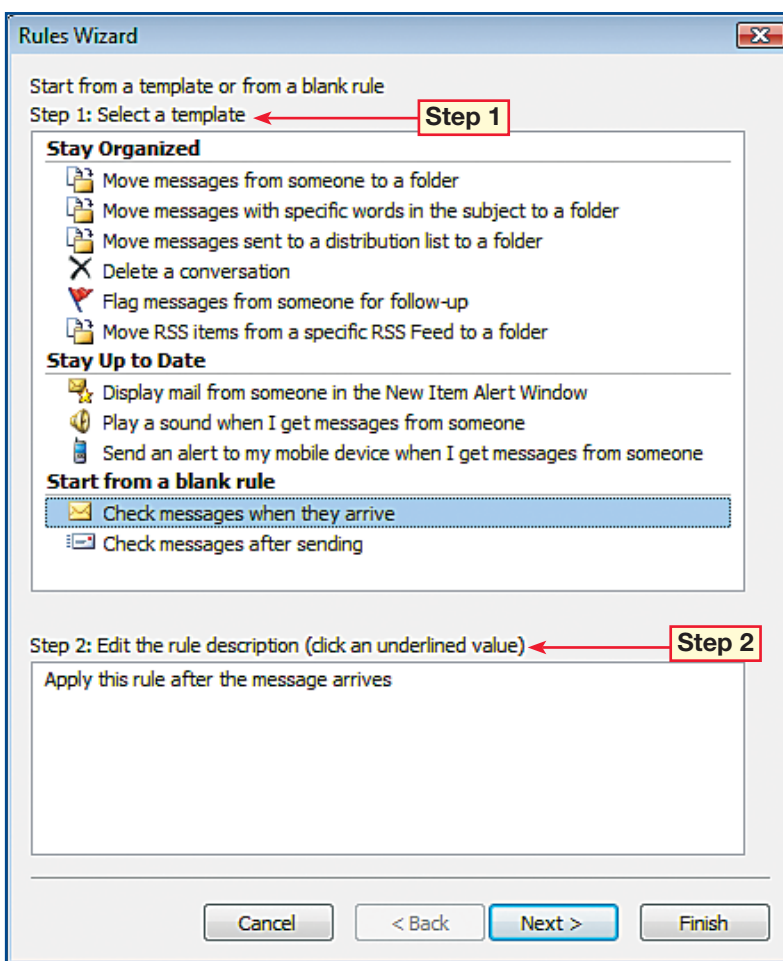 Rules Wizard
Start from a template or from a blank rule
Step 1: Select a template
Step 1
Stay Organized
Move messages from someone to a folder
Move messages with specific words in the subject to a folder
Move messages sent to a distribution list to a folder
Delete a conversation
Flag messages from someone for follow-up
Move RSS items from a specific RSS Feed to a folder
Stay Up to Date
Display mail from someone in the New Item Alert Window
Play a sound when I get messages from someone
Send an alert to my mobile device when I get messages from someone
Start from a blank rule
Check messages when they arrive
Check messages after sending
Step 2: Edit the rule description (click an underlined value)
Step 2
Apply this rule after the message arrives
Cancel < Back Next > Finish